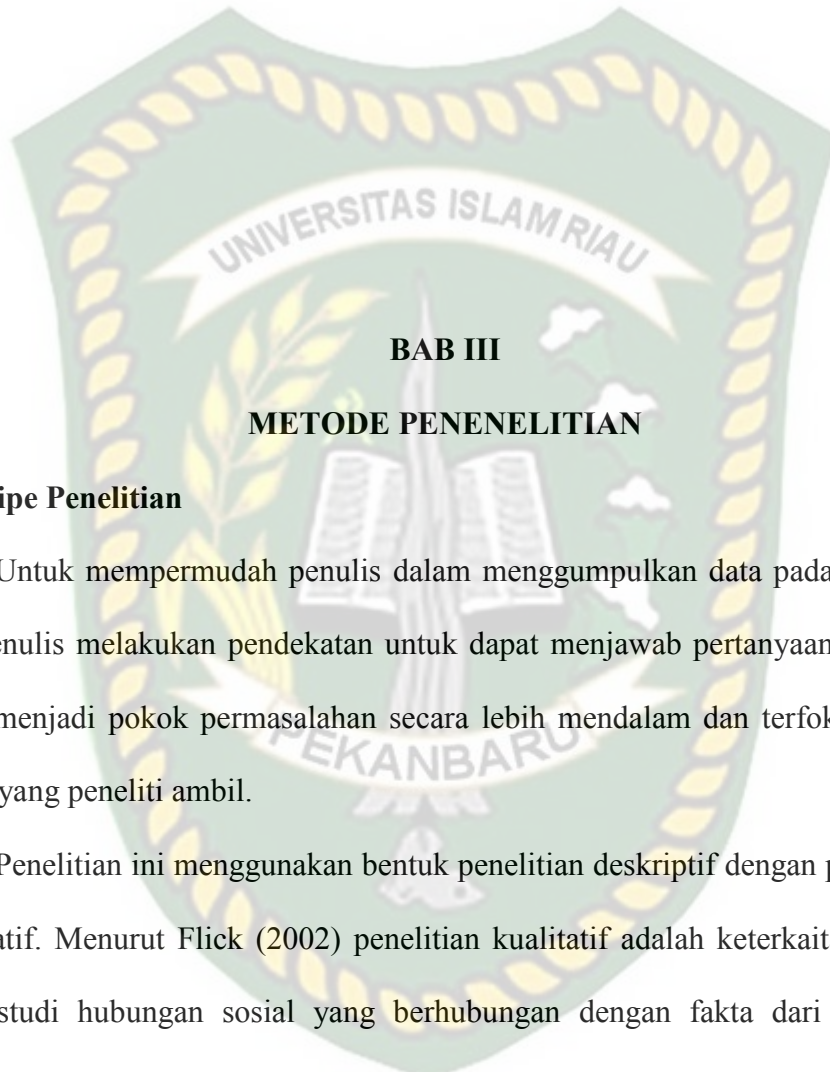 UNIVERSITAS ISLAM RIAU
BAB III
METODE PENENELITIAN
ipe Penelitian
Untuk mempermudah penulis dalam menggumpulkan data pada
enulis melakukan pendekatan untuk dapat menjawab pertanyaan
menjadi pokok permasalahan secara lebih mendalam dan terfok
PEKANBARU
yang peneliti ambil.
Penelitian ini menggunakan bentuk penelitian deskriptif dengan p
atif. Menurut Flick (2002) penelitian kualitatif adalah keterkait
studi hubungan sosial yang berhubungan dengan fakta dari